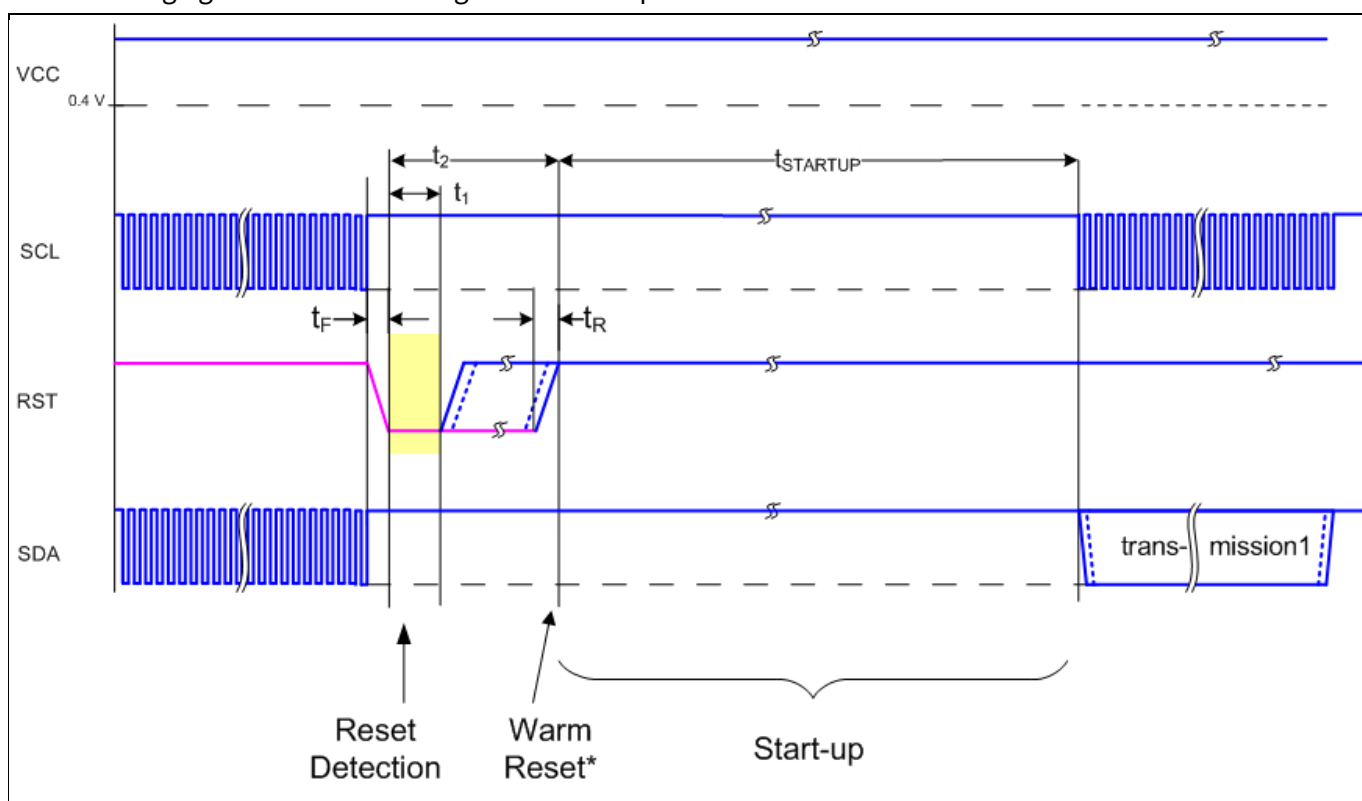 VCC
0.4 V
t2
tSTARTUP
t1
SCL
tF
tR
RST
SDA
trans- mission1
Reset
Detection
Warm
Reset*
Start-up